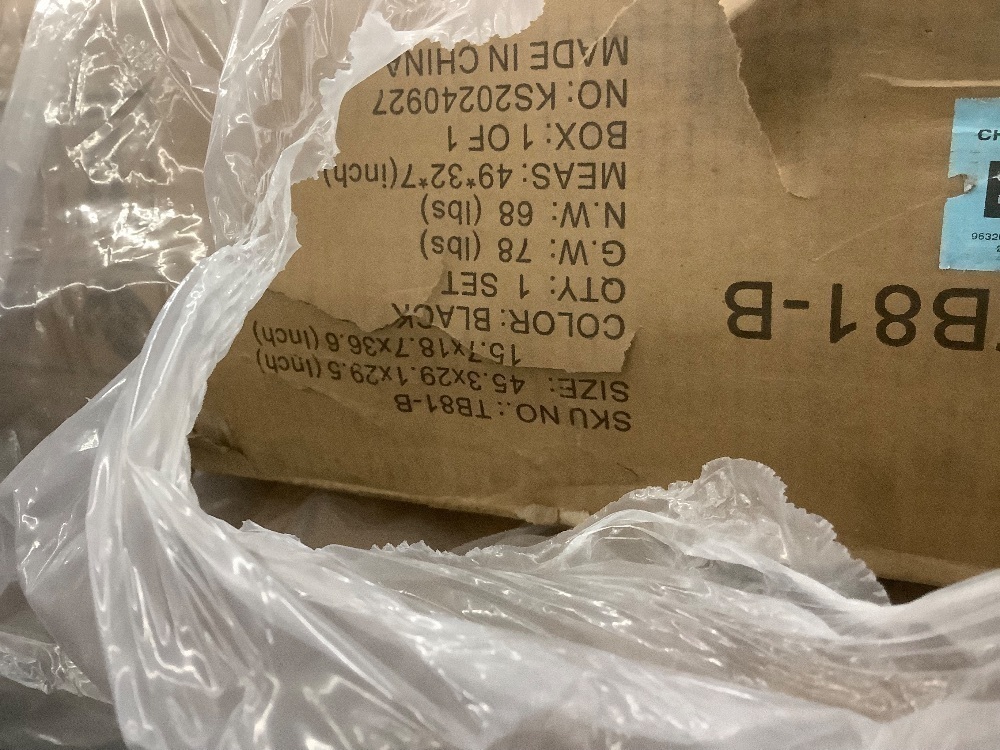 SKU NO.: TB81-B
SIZE: 45.3x29.1x29.5(inch)
15.7x18.7x36.6(inch)
COLOR: BLACK
QTY: 1 SET
G.W: 78 (lbs)
N.W: 68 (lbs)
MEAS: 49*32*7(inch)
BOX: 1 OF 1
NO: KS20240927
MADE IN CHINA
B81-B
CH
9632